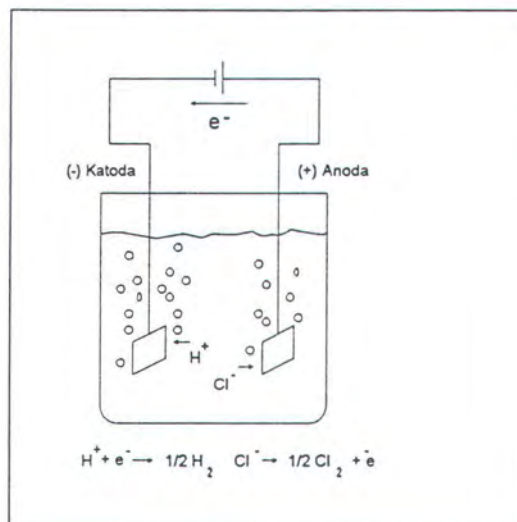 e⁻
(-) Katoda (+) Anoda
H⁺
Cl⁻
H⁺ + e⁻ → 1/2 H₂ Cl⁻ → 1/2 Cl₂ + ⁻e